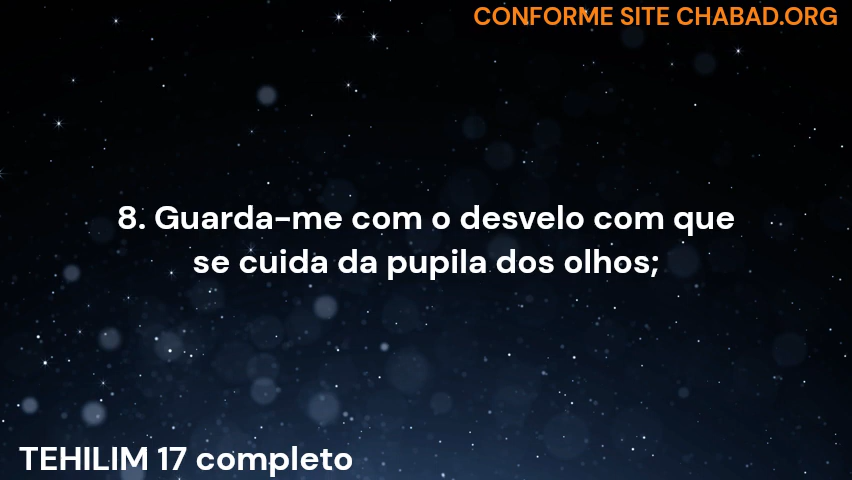 CONFORME SITE CHABAD.ORG
8. Guarda-me com o desvelo com que
se cuida da pupila dos olhos;
TEHILIM 17 completo